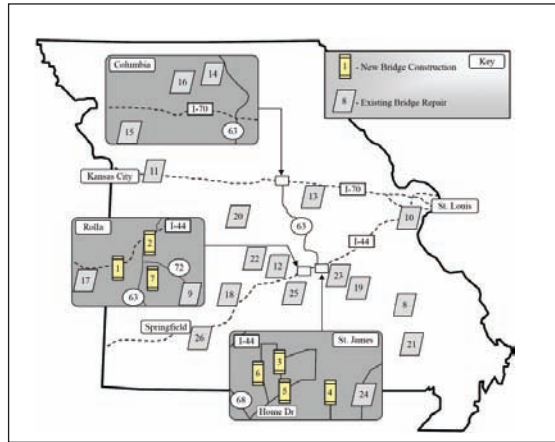 Columbia
16
14
I-70
15
63
1
- New Bridge Construction
Key
8
- Existing Bridge Repair
Kansas City
11
13
I-70
St. Louis
10
20
63
I-44
Rolla
I-44
2
1
72
7
17
63
9
22
12
23
19
18
25
8
Springfield
26
21
I-44
St. James
3
6
5
4
24
68
Home Dr